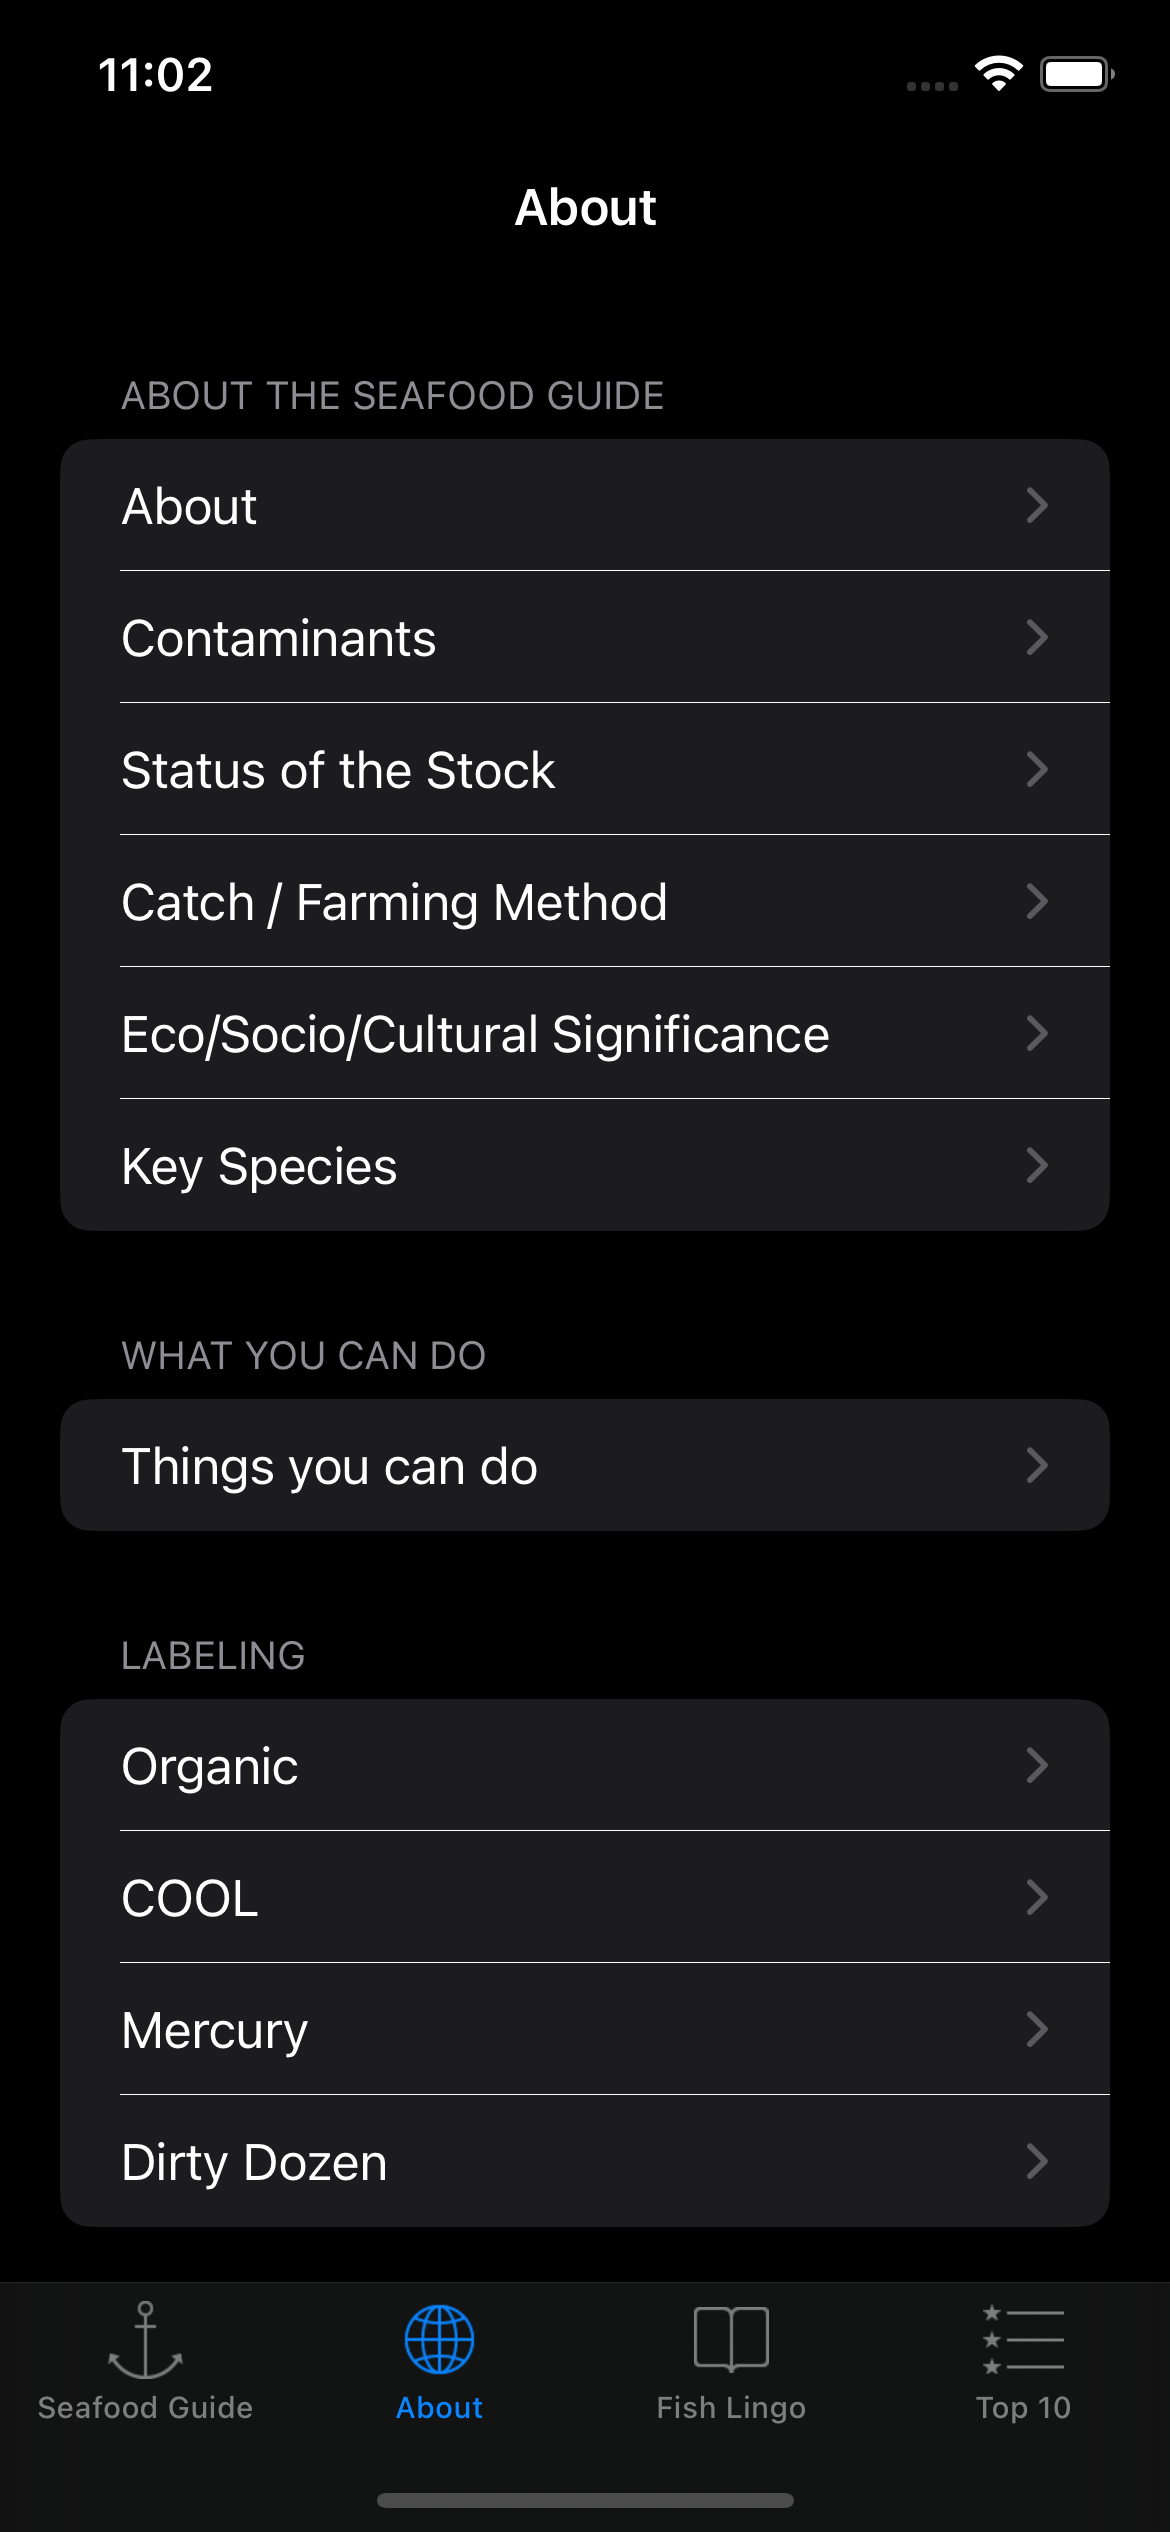 11:02
About
ABOUT THE SEAFOOD GUIDE
About
Contaminants
Status of the Stock
Catch / Farming Method
Eco/Socio/Cultural Significance
Key Species
WHAT YOU CAN DO
Things you can do
LABELING
Organic
COOL
Mercury
Dirty Dozen
Seafood Guide
About
Fish Lingo
Top 10